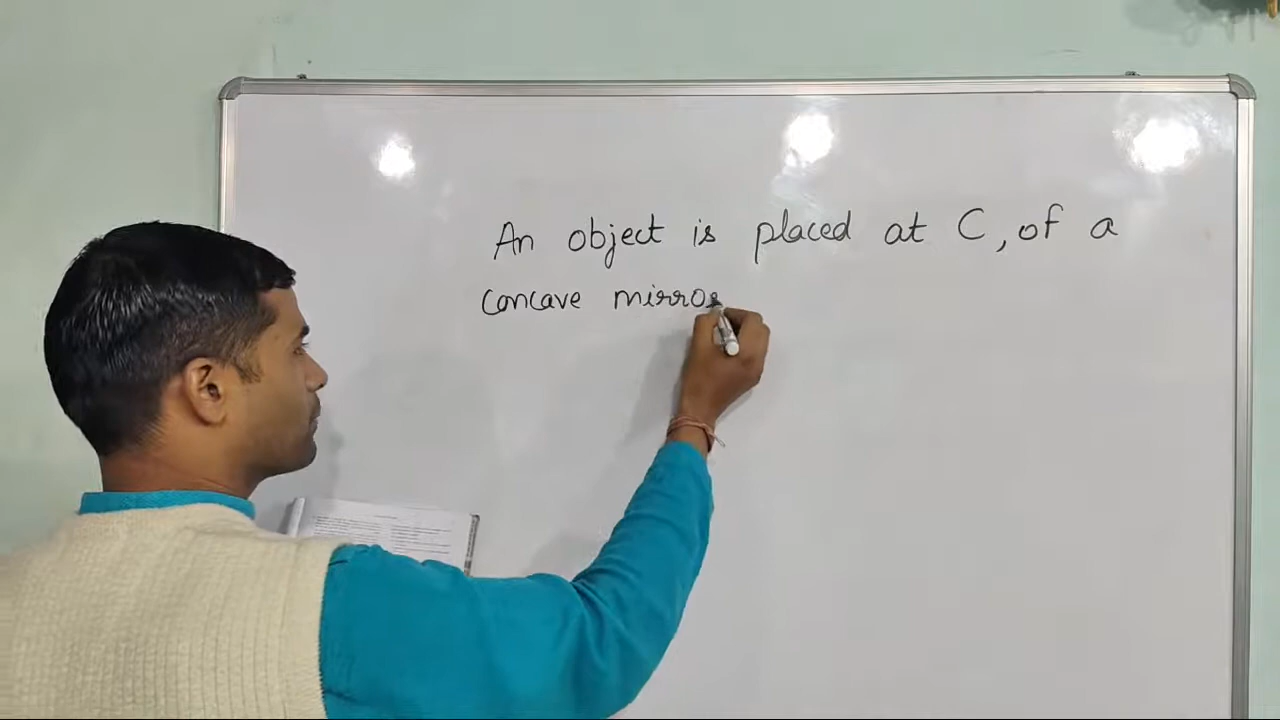 An object is placed at C, of a
concave mirror